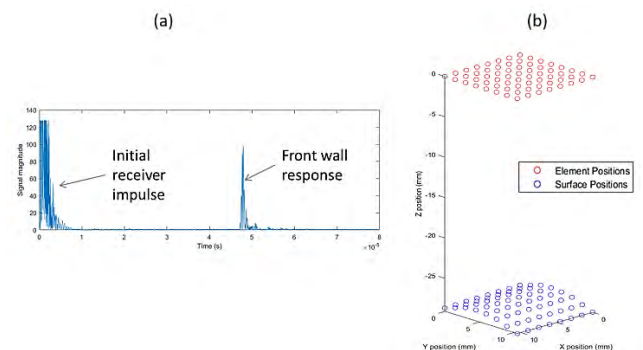 (a)
(b)
140
120
100
80
60
40
20
0
Signal magnitude
Initial
receiver
impulse
Front wall
response
0
1
2
3
4
5
6
7
8
×10⁻⁵
Time (s)
0
-5
-10
-15
-20
-25
Z position (mm)
Element Positions
Surface Positions
0
5
10
Y position (mm)
10
5
0
X position (mm)